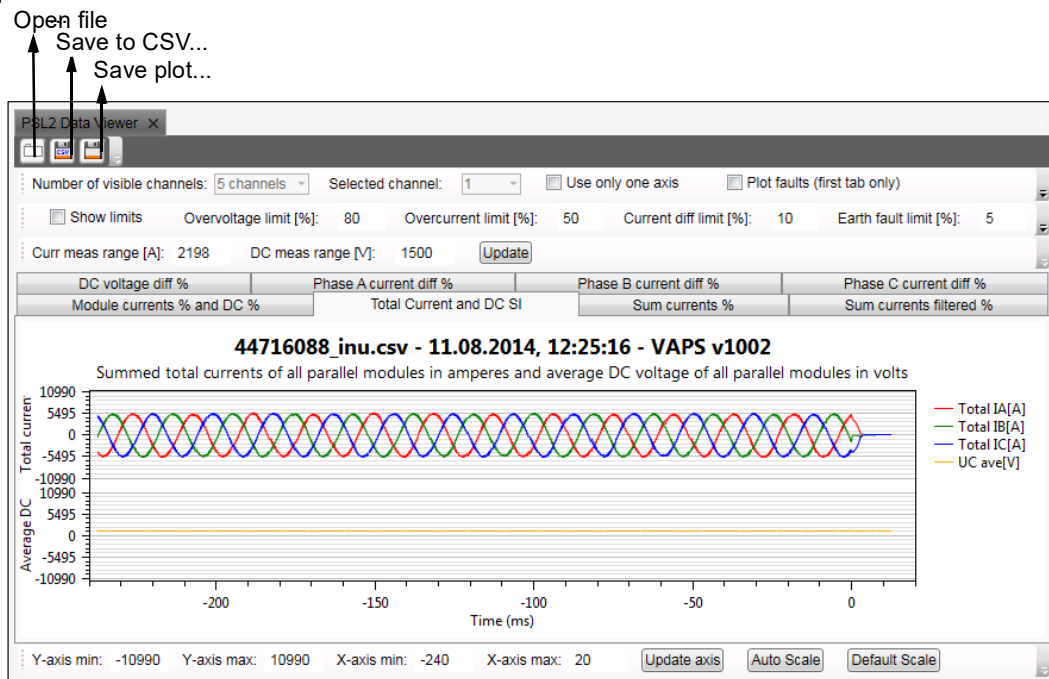 Open file
Save to CSV...
Save plot...
PSL2 Data Viewer
CSV
Number of visible channels: 5 channels Selected channel: 1 Use only one axis Plot faults (first tab only)
Show limits Overvoltage limit [%]: 80 Overcurrent limit [%]: 50 Current diff limit [%]: 10 Earth fault limit [%]: 5
Curr meas range [A]: 2198 DC meas range [V]: 1500 Update
DC voltage diff % Phase A current diff % Phase B current diff % Phase C current diff %
Module currents % and DC % Total Current and DC SI Sum currents % Sum currents filtered %
44716088_inu.csv - 11.08.2014, 12:25:16 - VAPS v1002
Summed total currents of all parallel modules in amperes and average DC voltage of all parallel modules in volts
Total curren
10990
5495
0
-5495
-10990
Average DC
10990
5495
0
-5495
-10990
Total IA[A]
Total IB[A]
Total IC[A]
UC ave[V]
-200 -150 -100 -50 0
Time (ms)
Y-axis min: -10990 Y-axis max: 10990 X-axis min: -240 X-axis max: 20 Update axis Auto Scale Default Scale